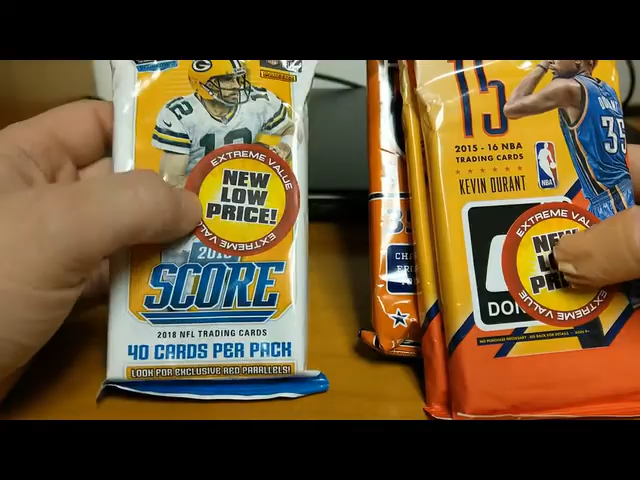 12
EXTREME VALUE
NEW
LOW
PRICE!
EXTREME VALUE
SCORE
2018 NFL TRADING CARDS
40 CARDS PER PACK
LOOK FOR EXCLUSIVE RED PARALLELS!
15
2015 - 16 NBA
TRADING CARDS
KEVIN DURANT
NBA
35
EXTREME VALUE
NEW
EXTREME VALUE